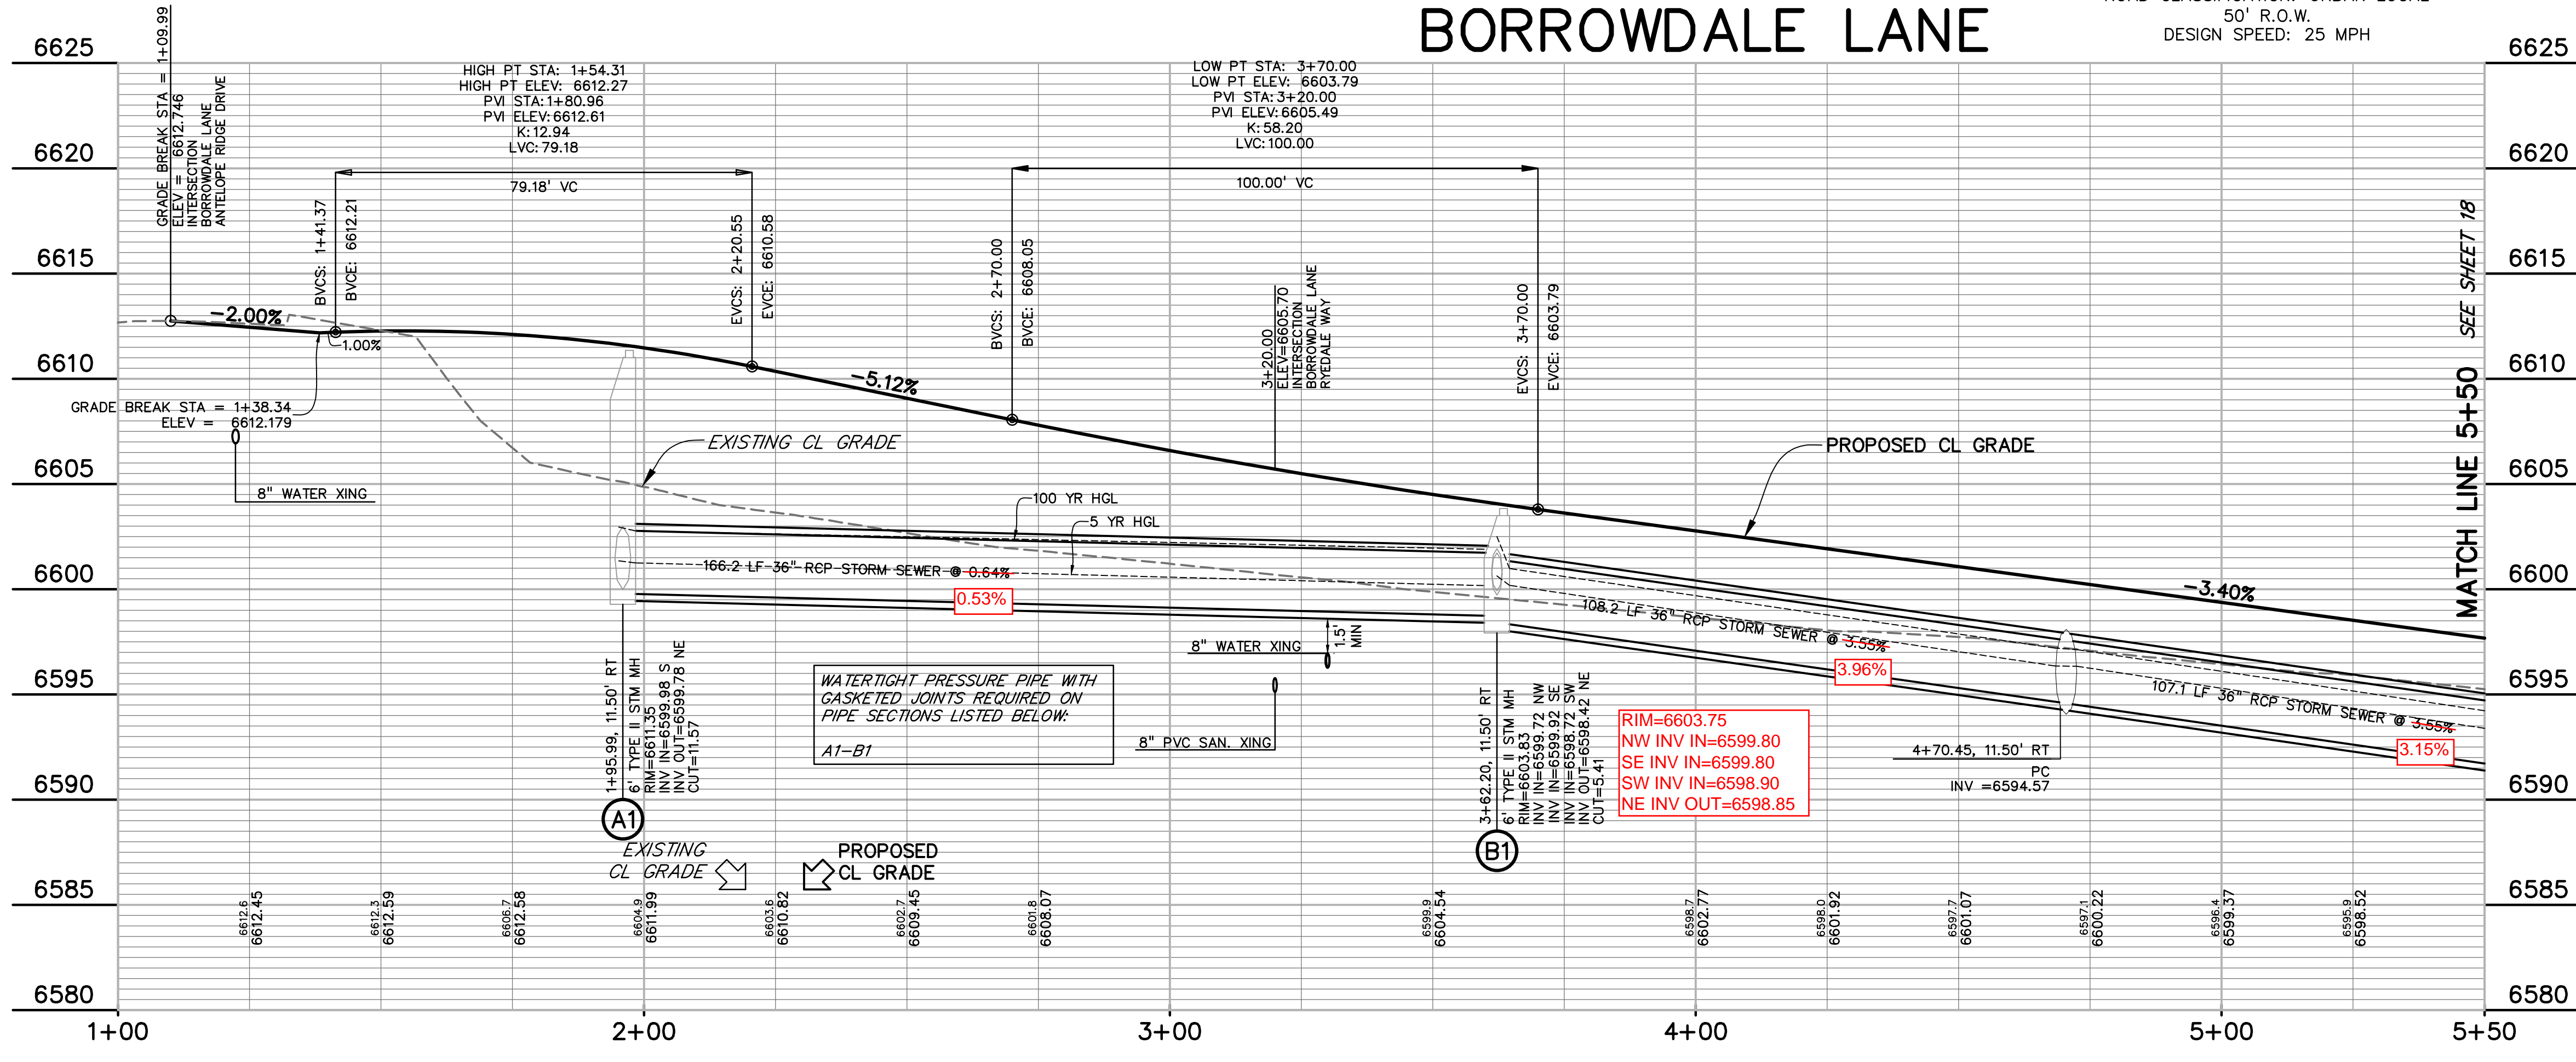 BORROWDALE LANE
50' R.O.W.
DESIGN SPEED: 25 MPH
6625
6620
6615
6610
6605
6600
6595
6590
6585
6580
6625
6620
6615
6610
6605
6600
6595
6590
6585
6580
GRADE BREAK STA = 1+09.99
ELEV = 6612.746
INTERSECTION
BORROWDALE LANE
ANTELOPE RIDGE DRIVE
HIGH PT STA: 1+54.31
HIGH PT ELEV: 6612.27
PVI STA:1+80.96
PVI ELEV:6612.61
K:12.94
LVC:79.18
79.18' VC
BVCS: 1+41.37
BVCE: 6612.21
EVCS: 2+20.55
EVCE: 6610.58
LOW PT STA: 3+70.00
LOW PT ELEV: 6603.79
PVI STA:3+20.00
PVI ELEV:6605.49
K:58.20
LVC:100.00
100.00' VC
BVCS: 2+70.00
BVCE: 6608.05
3+20.00
ELEV=6605.70
INTERSECTION
BORROWDALE LANE
RYEDALE WAY
EVCS: 3+70.00
EVCE: 6603.79
MATCH LINE 5+50 SEE SHEET 18
-2.00%
1.00%
-5.12%
-3.40%
GRADE BREAK STA = 1+38.34
ELEV = 6612.179
8" WATER XING
EXISTING CL GRADE
PROPOSED CL GRADE
100 YR HGL
5 YR HGL
166.2 LF 36" RCP STORM SEWER @ 0.64%
0.53%
108.2 LF 36" RCP STORM SEWER @ 3.55%
3.96%
107.1 LF 36" RCP STORM SEWER @ 3.55%
3.15%
8" WATER XING
1.5'
MIN
8" PVC SAN. XING
WATERTIGHT PRESSURE PIPE WITH
GASKETED JOINTS REQUIRED ON
PIPE SECTIONS LISTED BELOW:
A1-B1
1+95.99, 11.50' RT
6' TYPE II STM MH
RIM=6611.35
INV IN=6599.98 S
INV OUT=6599.78 NE
CUT=11.57
A1
3+62.20, 11.50' RT
6' TYPE II STM MH
RIM=6603.83
INV IN=6599.72 NW
INV IN=6599.92 SE
INV IN=6598.72 SW
INV OUT=6598.42 NE
CUT=5.41
B1
RIM=6603.75
NW INV IN=6599.80
SE INV IN=6599.80
SW INV IN=6598.90
NE INV OUT=6598.85
4+70.45, 11.50' RT
PC
INV =6594.57
EXISTING
CL GRADE
PROPOSED
CL GRADE
6612.6
6612.45
6612.3
6612.59
6606.7
6612.58
6604.9
6611.99
6603.6
6610.82
6602.7
6609.45
6601.8
6608.07
6599.9
6604.54
6598.7
6602.77
6598.0
6601.92
6597.7
6601.07
6597.1
6600.22
6596.4
6599.37
6595.9
6598.52
1+00
2+00
3+00
4+00
5+00
5+50